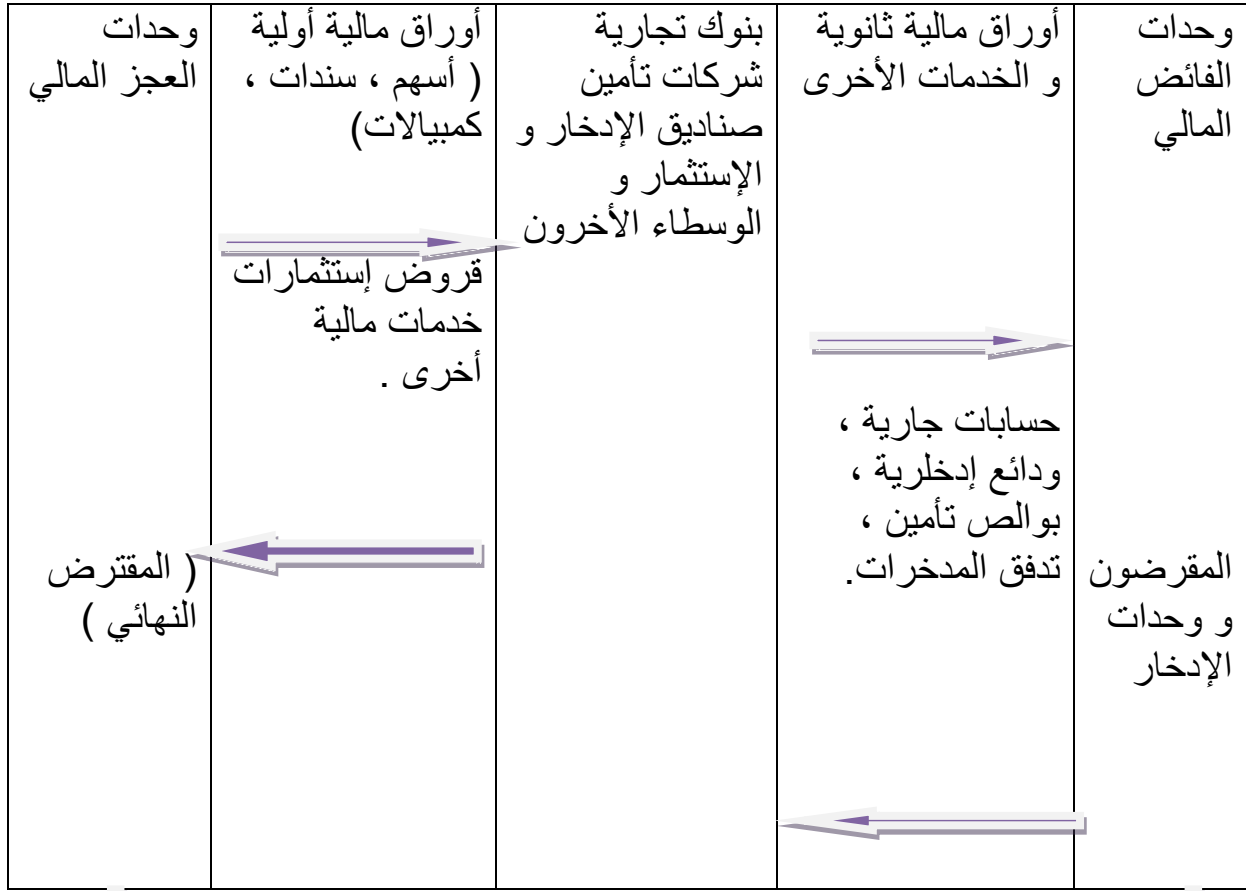 وحدات
الفائض
المالي
المقرضون
و وحدات
الإدخار
أوراق مالية ثانوية
و الخدمات الأخرى
حسابات جارية ،
ودائع إدخلرية ،
بوالص تأمين ،
تدفق المدخرات.
بنوك تجارية
شركات تأمين
صناديق الإدخار و
الإستثمار و
الوسطاء الأخرون
أوراق مالية أولية
( أسهم ، سندات ،
كمبيالات)
قروض إستثمارات
خدمات مالية
أخرى .
وحدات
العجز المالي
( المقترض
النهائي )